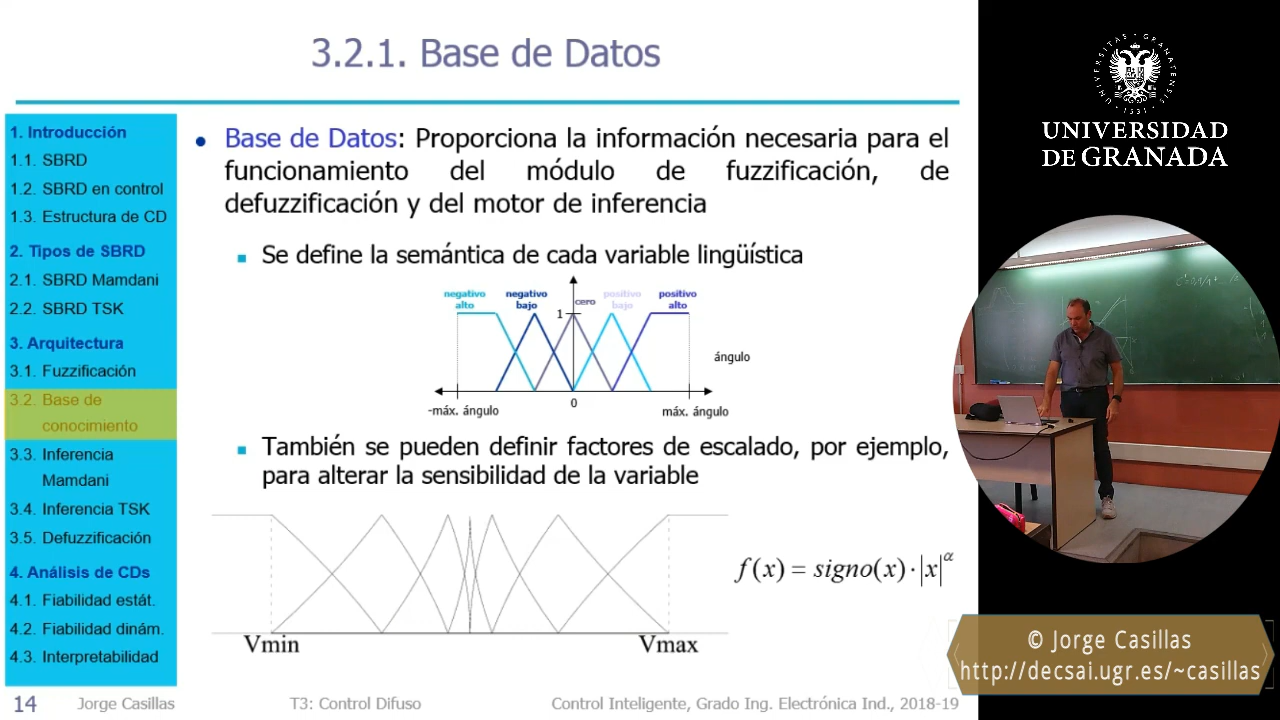 3.2.1. Base de Datos
1. Introducción
1.1. SBRD
1.2. SBRD en control
1.3. Estructura de CD
2. Tipos de SBRD
2.1. SBRD Mamdani
2.2. SBRD TSK
3. Arquitectura
3.1. Fuzzificación
3.2. Base de
conocimiento
3.3. Inferencia
Mamdani
3.4. Inferencia TSK
3.5. Defuzzificación
4. Análisis de CDs
4.1. Fiabilidad estát.
4.2. Fiabilidad dinám.
4.3. Interpretabilidad
• Base de Datos: Proporciona la información necesaria para el
funcionamiento del módulo de fuzzificación, de
defuzzificación y del motor de inferencia
Se define la semántica de cada variable lingüística
negativo alto
negativo bajo
cero
positivo bajo
positivo alto
1
ángulo
-máx. ángulo
0
máx. ángulo
También se pueden definir factores de escalado, por ejemplo,
para alterar la sensibilidad de la variable
Vmin
Vmax
f(x) = signo(x)·|x|^α
14
Jorge Casillas
T3: Control Difuso
Control Inteligente, Grado Ing. Electrónica Ind., 2018-19
UNIVERSITAS GRANATENSIS 1531
UNIVERSIDAD
DE GRANADA
© Jorge Casillas
http://decsai.ugr.es/~casillas